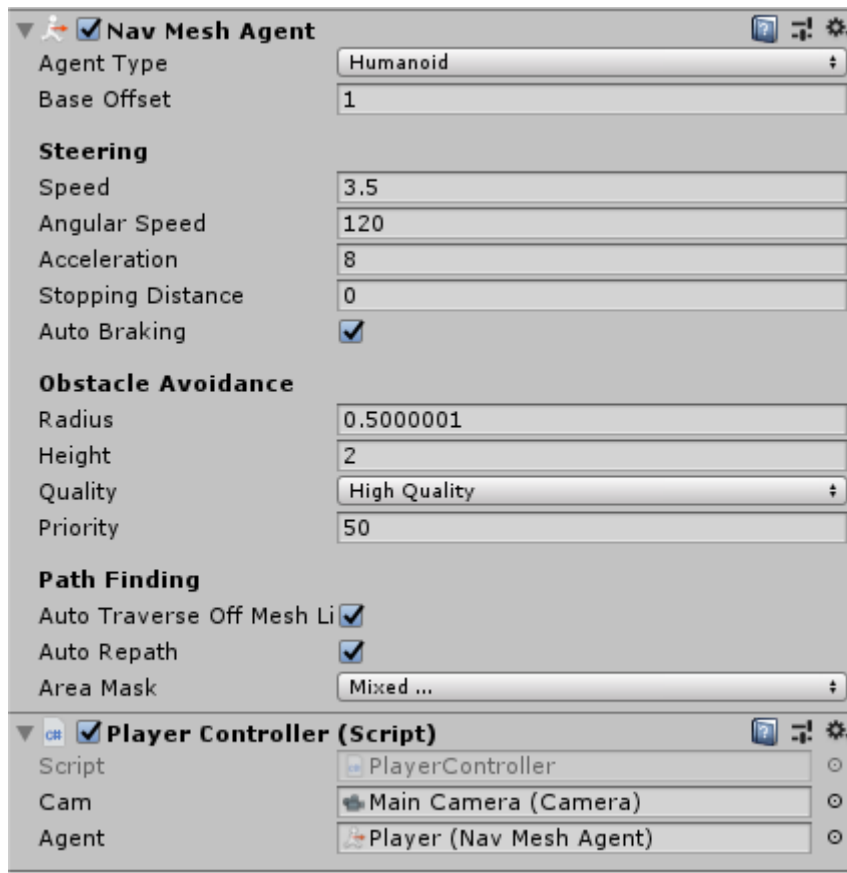 Nav Mesh Agent
Agent Type Humanoid
Base Offset 1
Steering
Speed 3.5
Angular Speed 120
Acceleration 8
Stopping Distance 0
Auto Braking
Obstacle Avoidance
Radius 0.5000001
Height 2
Quality High Quality
Priority 50
Path Finding
Auto Traverse Off Mesh Li
Auto Repath
Area Mask Mixed ...
c# Player Controller (Script)
Script PlayerController
Cam Main Camera (Camera)
Agent Player (Nav Mesh Agent)